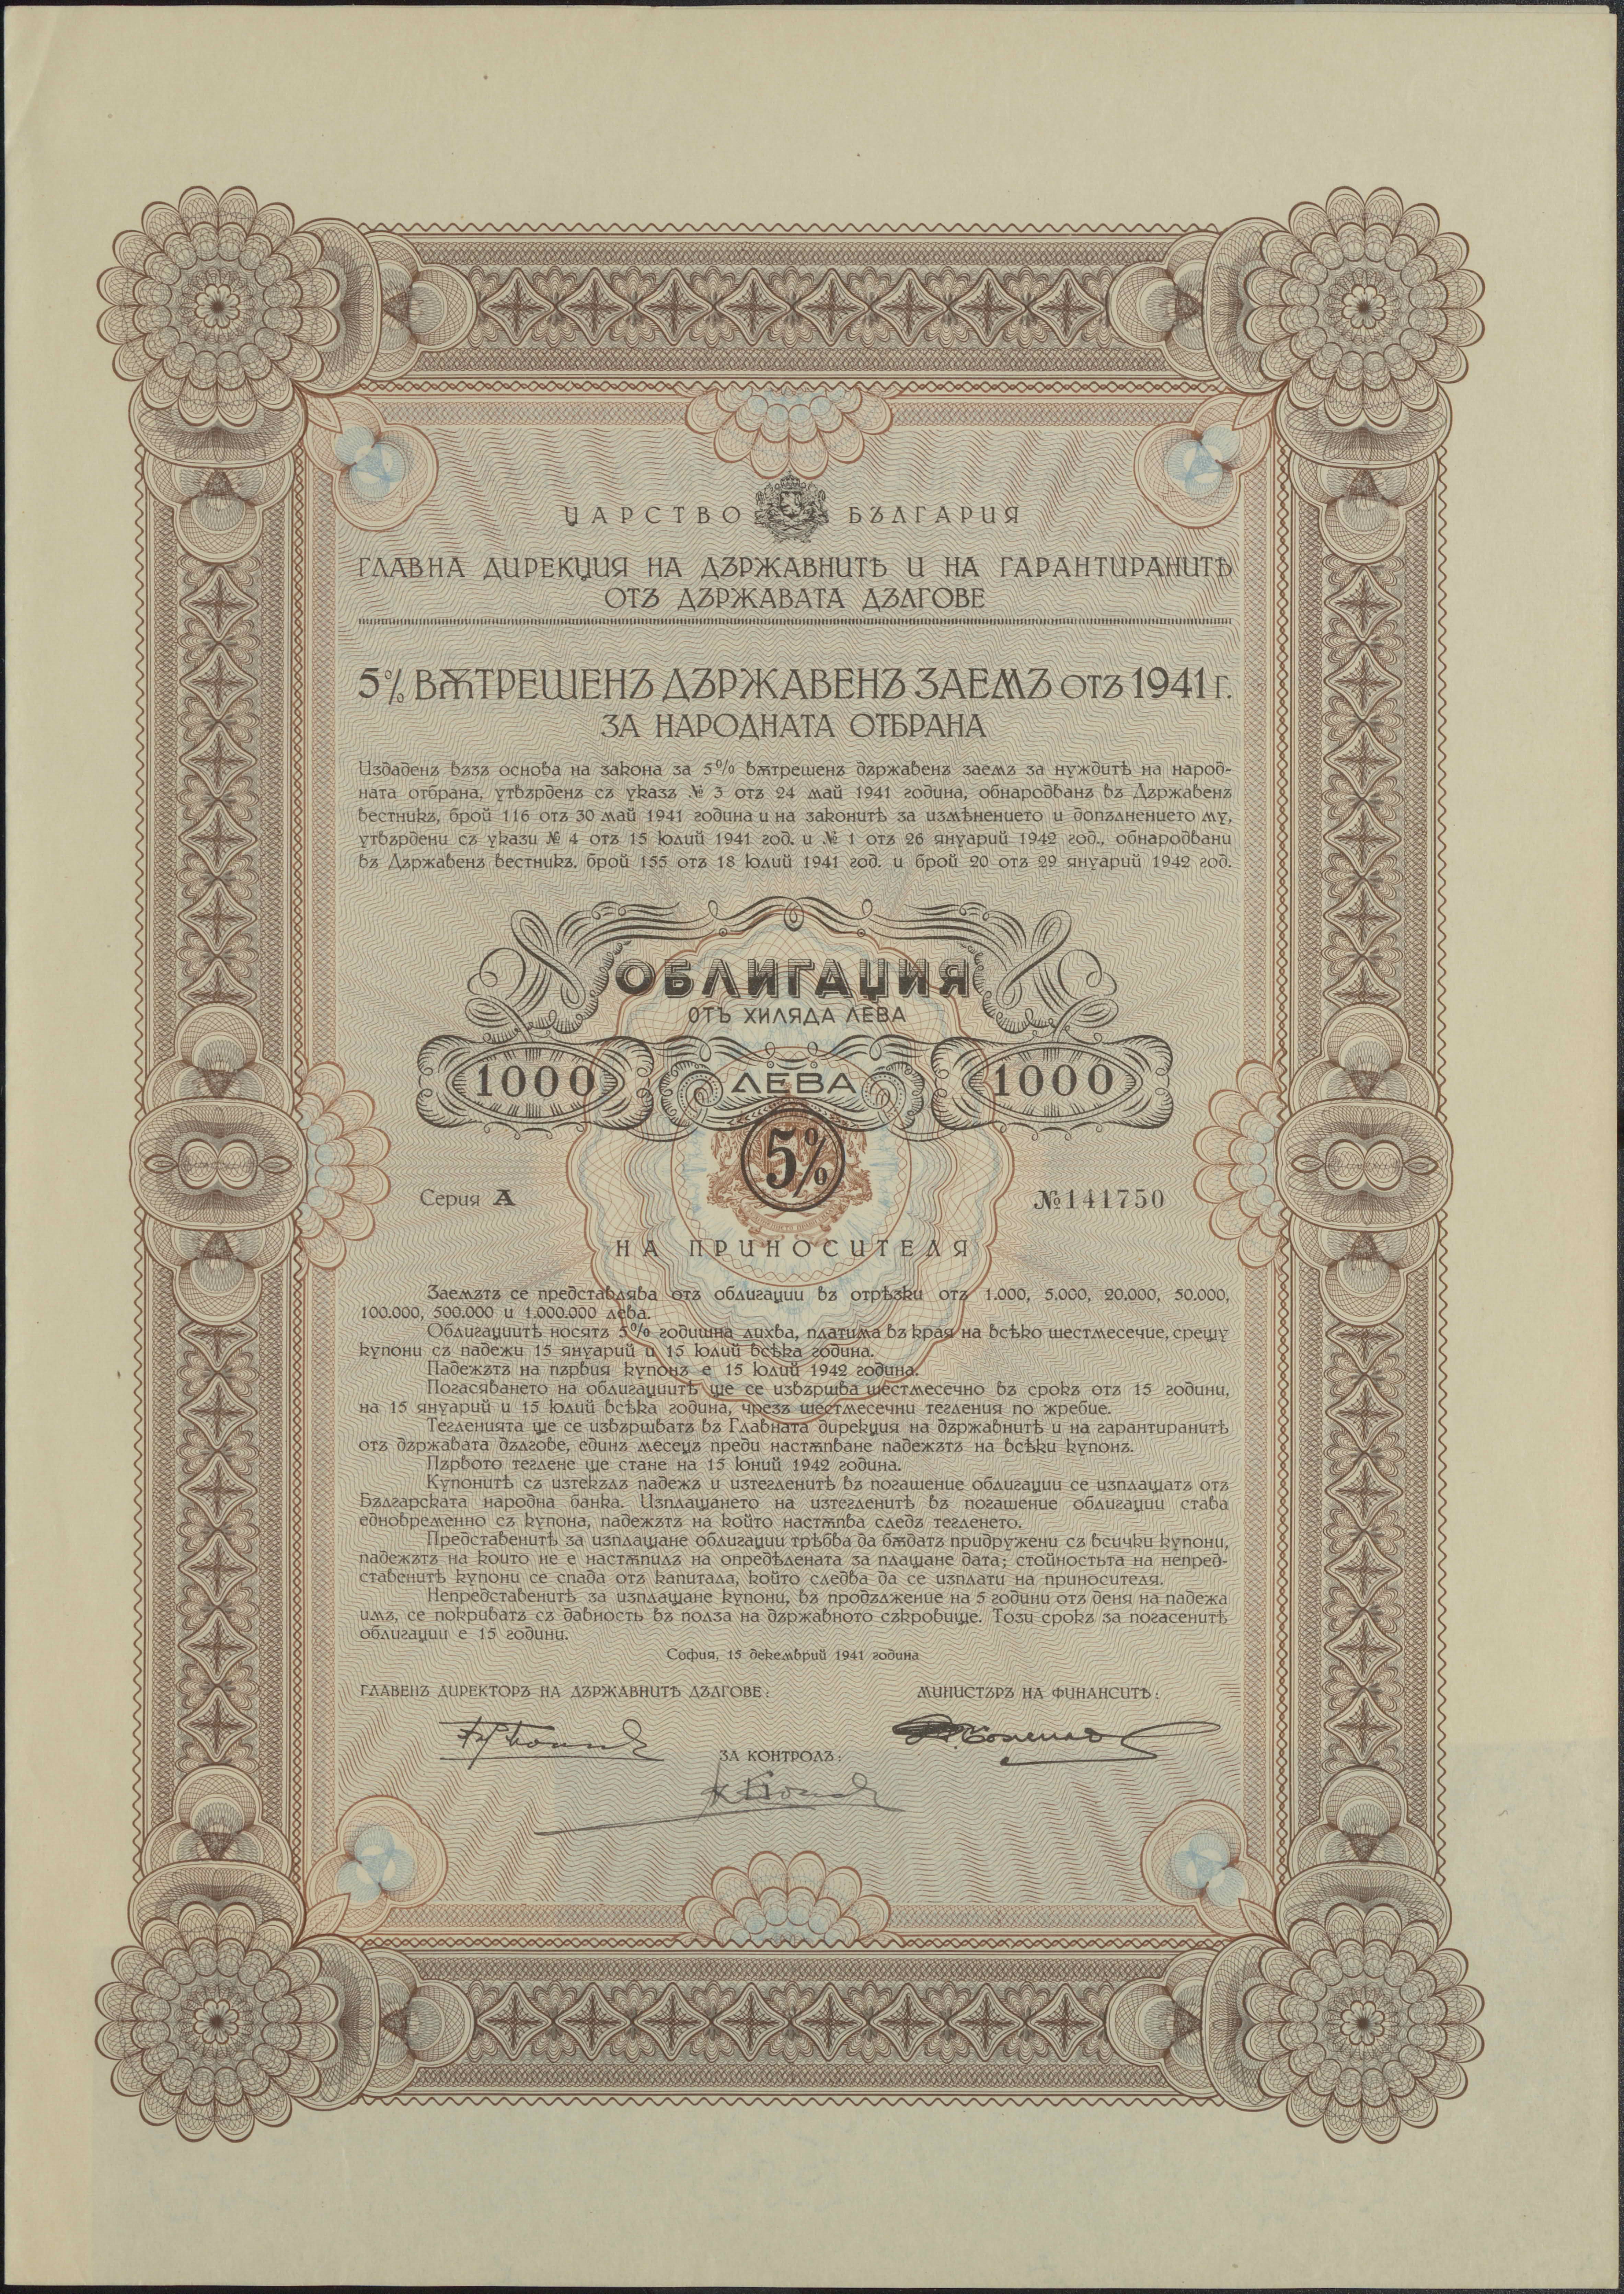 ЦАРСТВО БЪЛГАРИЯ
ГЛАВНА ДИРЕКЦИЯ НА ДЪРЖАВНИТѢ И НА ГАРАНТИРАНИТѢ
ОТЪ ДЪРЖАВАТА ДЪЛГОВЕ
5% ВѪТРЕШЕНЪ ДЪРЖАВЕНЪ ЗАЕМЪ отъ 1941 г.
ЗА НАРОДНАТА ОТБРАНА
Издаденъ възъ основа на закона за 5% вѫтрешенъ държавенъ заемъ за нуждитѣ на народ-
ната отбрана, утвърденъ съ указъ № 3 отъ 24 май 1941 година, обнародванъ въ Държавенъ
вестникъ, брой 116 отъ 30 май 1941 година и на законитѣ за измѣнението и допълнението му,
утвърдени съ укази № 4 отъ 15 юлий 1941 год. и № 1 отъ 26 януарий 1942 год., обнародвани
въ Държавенъ вестникъ, брой 155 отъ 18 юлий 1941 год. и брой 20 отъ 29 януарий 1942 год.
ОБЛИГАЦИЯ
ОТЪ ХИЛЯДА ЛЕВА
1000 ЛЕВА 1000
5%
Серия А №141750
НА ПРИНОСИТЕЛЯ
Заемътъ се представлява отъ облигации въ отрѣзки отъ 1.000, 5.000, 20.000, 50.000,
100.000, 500.000 и 1.000.000 лева.
Облигациитѣ носятъ 5% годишна лихва, платима въ края на всѣко шестмесечие, срещу
купони съ падежи 15 януарий и 15 юлий всѣка година.
Падежътъ на първия купонъ е 15 юлий 1942 година.
Погасяването на облигациитѣ ще се извършва шестмесечно въ срокъ отъ 15 години,
на 15 януарий и 15 юлий всѣка година, чрезъ шестмесечни тегления по жребие.
Тегленията ще се извършватъ въ Главната дирекция на държавнитѣ и на гарантиранитѣ
отъ държавата дългове, единъ месецъ преди настѫпване падежътъ на всѣки купонъ.
Първото теглене ще стане на 15 юний 1942 година.
Купонитѣ съ изтекълъ падежъ и изтегленитѣ въ погашение облигации се изплащатъ отъ
Българската народна банка. Изплащането на изтегленитѣ въ погашение облигации става
едновременно съ купона, падежътъ на който настѫпва следъ тегленето.
Представенитѣ за изплащане облигации трѣбва да бѫдатъ придружени съ всички купони,
падежътъ на които не е настѫпилъ на опредѣлената за плащане дата; стойностьта на непред-
ставенитѣ купони се спада отъ капитала, който следва да се изплати на приносителя.
Непредставенитѣ за изплащане купони, въ продължение на 5 години отъ деня на падежа
имъ, се покриватъ съ давность въ полза на държавното съкровище. Този срокъ за погасенитѣ
облигации е 15 години.
София, 15 декемврий 1941 година
ГЛАВЕНЪ ДИРЕКТОРЪ НА ДЪРЖАВНИТѢ ДЪЛГОВЕ: МИНИСТЪРЪ НА ФИНАНСИТѢ:
ЗА КОНТРОЛЪ: